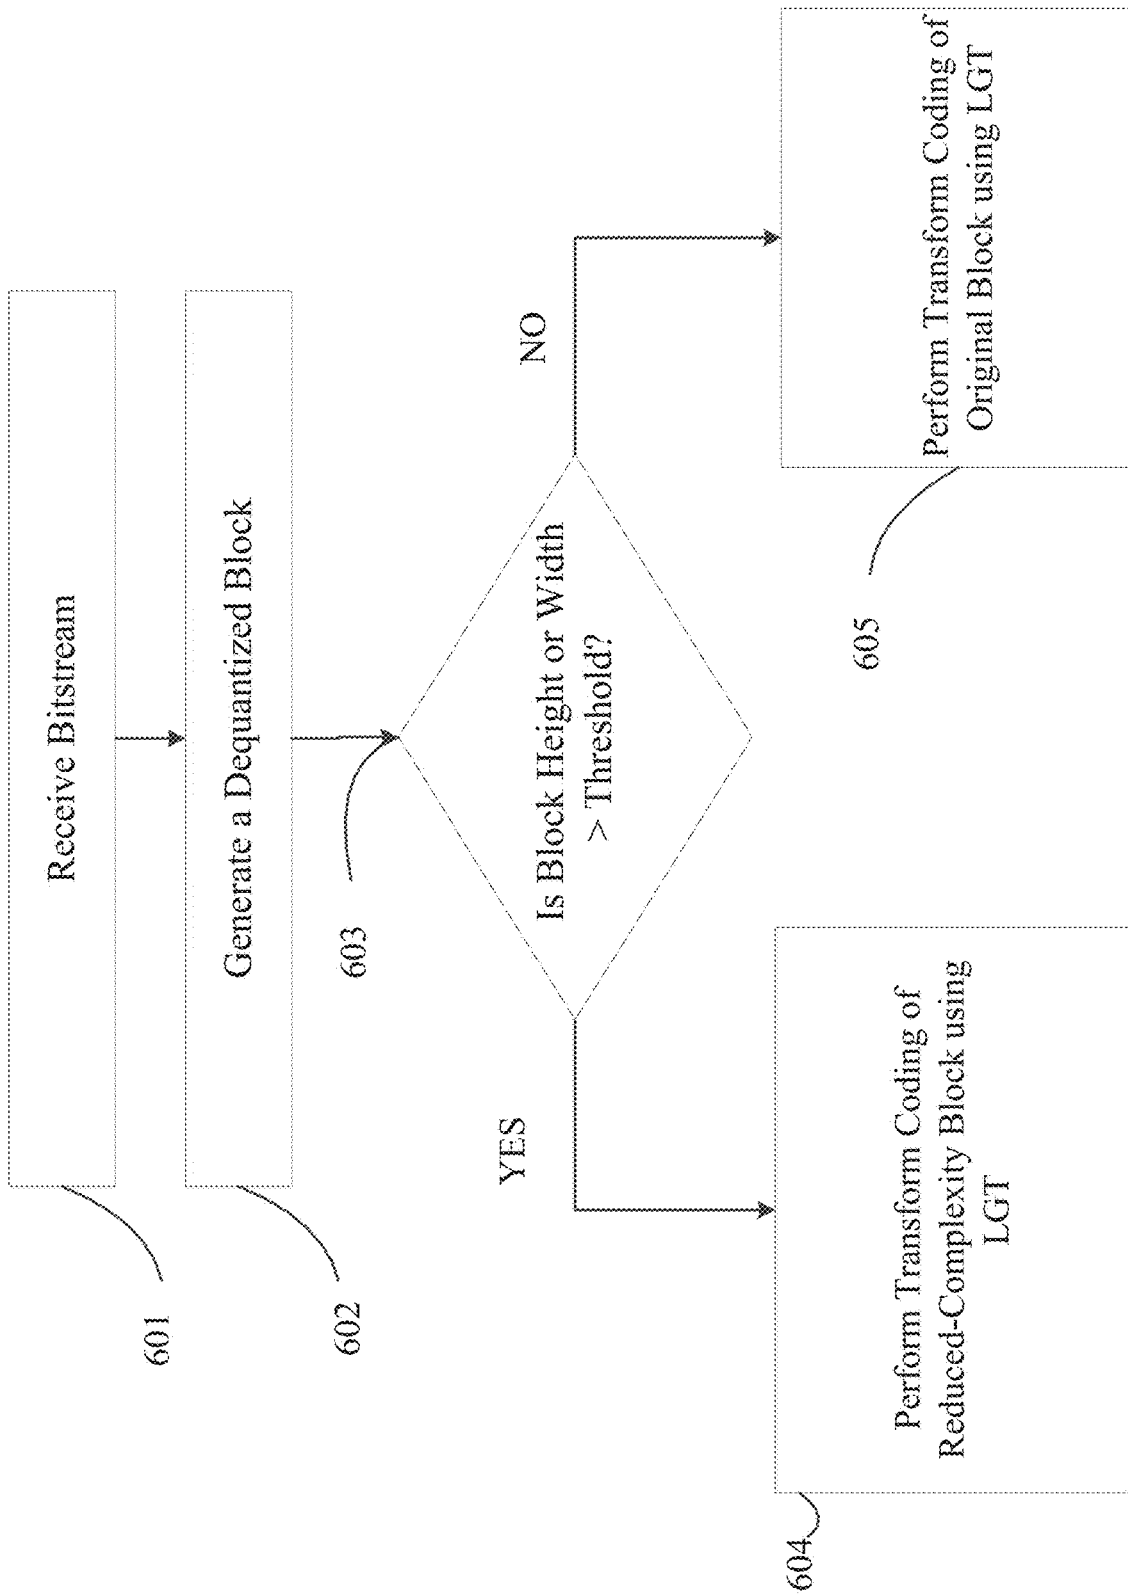 Receive Bitstream
601
Generate a Dequantized Block
602
603
Is Block Height or Width
> Threshold?
YES
NO
Perform Transform Coding of
Reduced-Complexity Block using
LGT
604
Perform Transform Coding of
Original Block using LGT
605